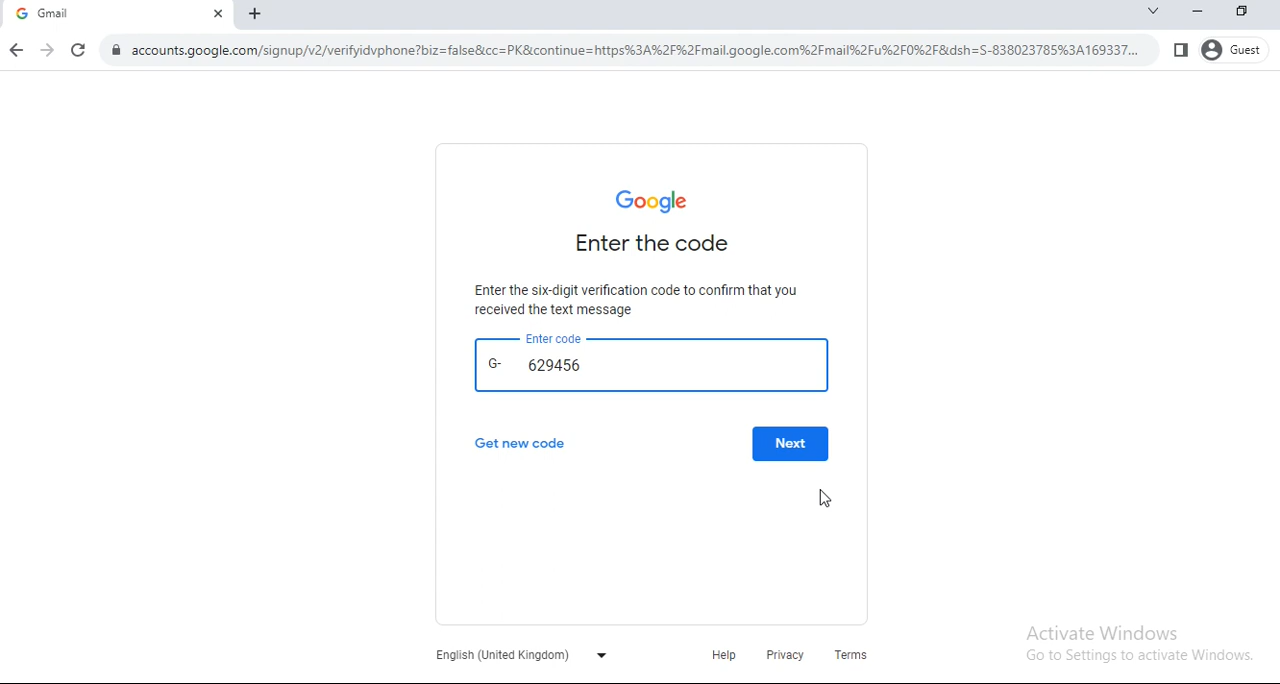 Gmail
accounts.google.com/signup/v2/verifyidvphone?biz=false&cc=PK&continue=https%3A%2F%2Fmail.google.com%2Fmail%2Fu%2F0%2F&dsh=S-838023785%3A169337...
Guest
Google
Enter the code
Enter the six-digit verification code to confirm that you
received the text message
Enter code
G- 629456
Get new code Next
Activate Windows
Go to Settings to activate Windows.
English (United Kingdom) Help Privacy Terms